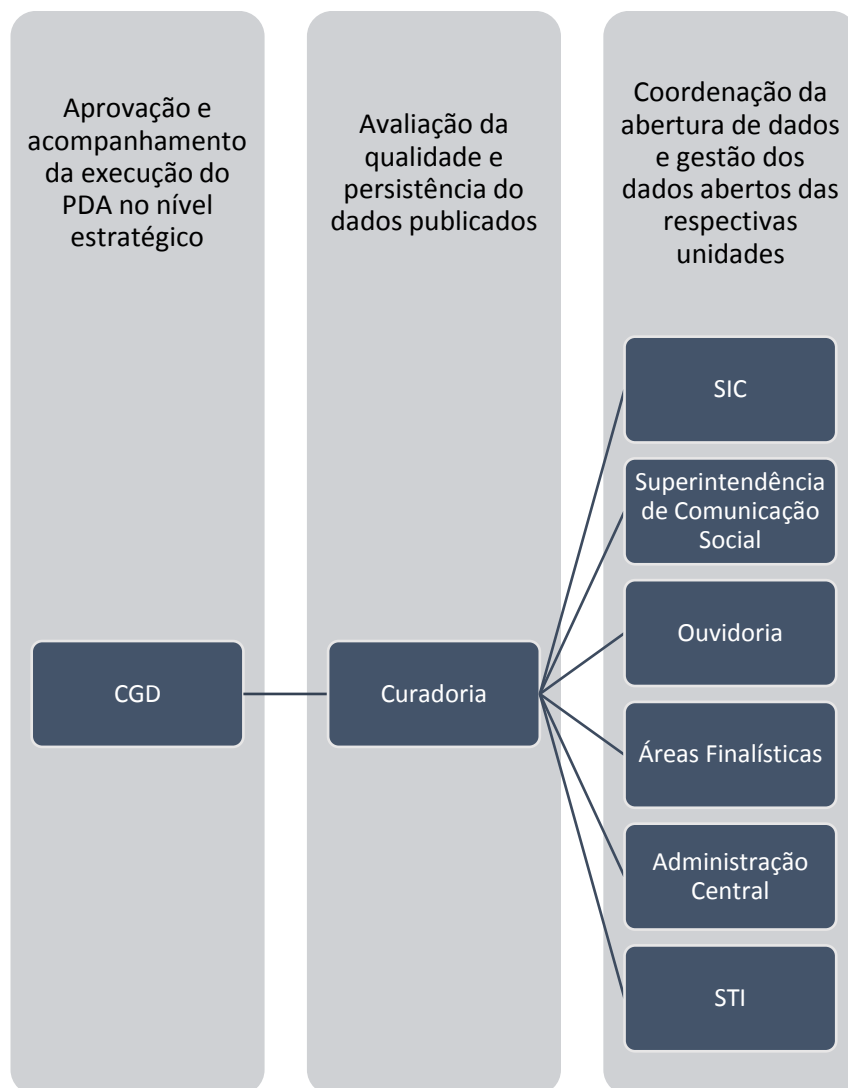 Aprovação e
acompanhamento
da execução do
PDA no nível
estratégico
Avaliação da
qualidade e
persistência do
dados publicados
Coordenação da
abertura de dados
e gestão dos
dados abertos das
respectivas
unidades
CGD
Curadoria
SIC
Superintendência
de Comunicação
Social
Ouvidoria
Áreas Finalísticas
Administração
Central
STI